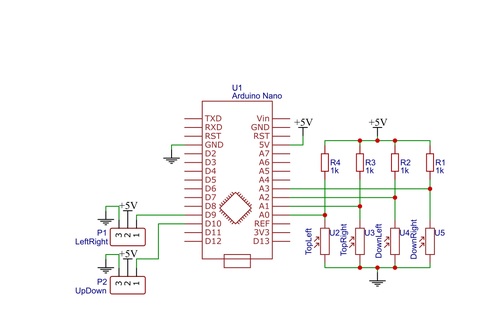 U1
Arduino Nano
TXD
RXD
RST
GND
D2
D3
D4
D5
D6
D7
D8
D9
D10
D11
D12
Vin
GND
RST
5V
A7
A6
A5
A4
A3
A2
A1
A0
REF
3V3
D13
+5V
+5V
R4
1k
R3
1k
R2
1k
R1
1k
TopLeft
U2
TopRight
U3
DownLeft
U4
DownRight
U5
+5V
P1
LeftRight
3
2
1
+5V
P2
UpDown
3
2
1